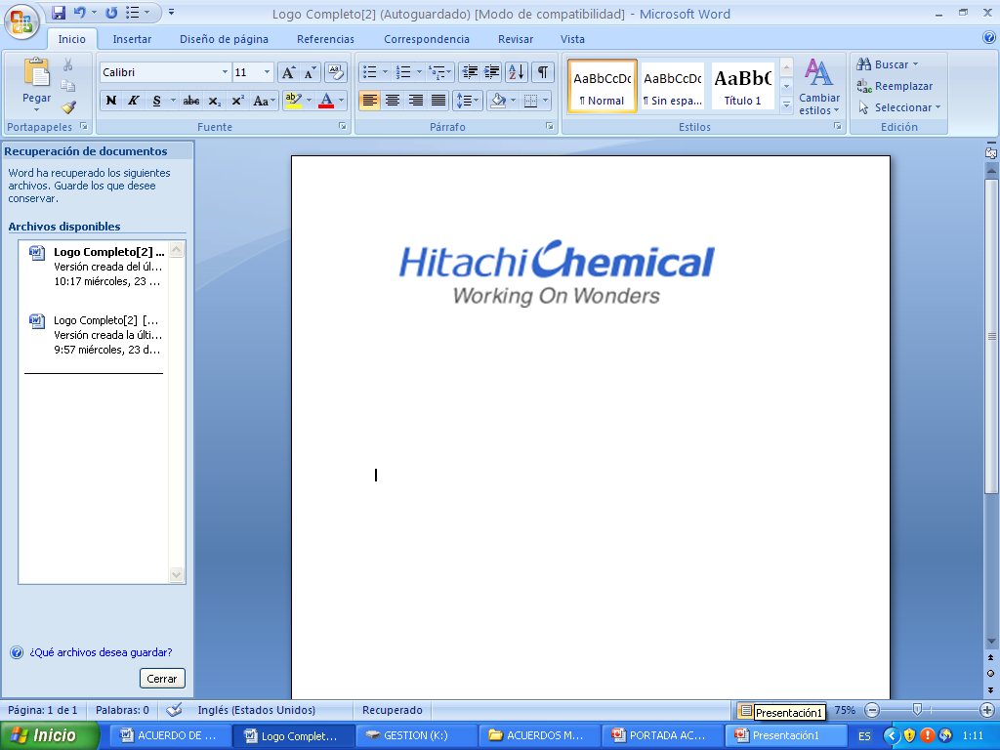 Logo Completo[2] (Autoguardado) [Modo de compatibilidad] - Microsoft Word
Inicio Insertar Diseño de página Referencias Correspondencia Revisar Vista
Pegar
Portapapeles
Calibri 11
N K S abc x₂ x² Aa ab A
Fuente
Párrafo
AaBbCcDc AaBbCcDc AaBbC
¶ Normal ¶ Sin espa... Título 1
Cambiar
estilos
Estilos
Buscar
Reemplazar
Seleccionar
Edición
Recuperación de documentos
Word ha recuperado los siguientes
archivos. Guarde los que desee
conservar.
Archivos disponibles
Logo Completo[2] ...
Versión creada del úl...
10:17 miércoles, 23 ...
Logo Completo[2] [...
Versión creada la últi...
9:57 miércoles, 23 d...
¿Qué archivos desea guardar?
Cerrar
Hitachi Chemical
Working On Wonders
Página: 1 de 1 Palabras: 0 Inglés (Estados Unidos) Recuperado 75%
Presentación1
Inicio ACUERDO DE ... Logo Complet... GESTION (K:) ACUERDOS M... PORTADA AC... Presentación1 ES 1:11